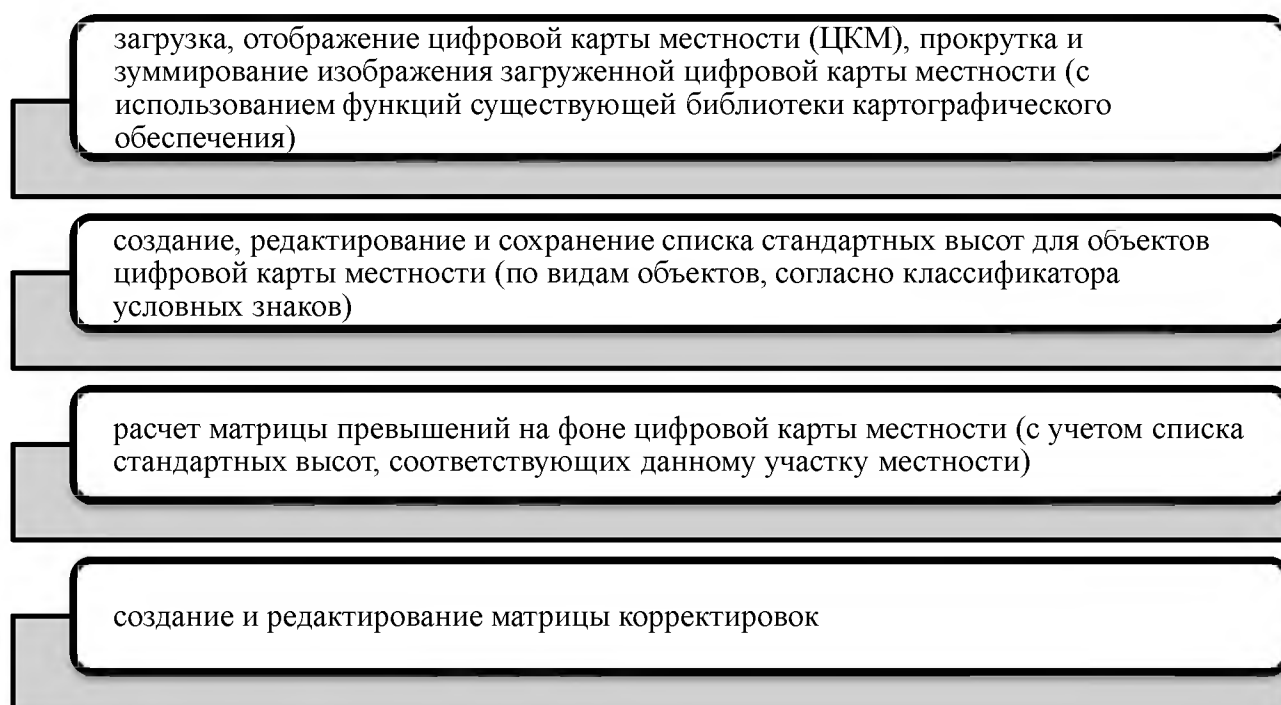 загрузка, отображение цифровой карты местности (ЦКМ), прокрутка и
зуммирование изображения загруженной цифровой карты местности (с
использованием функций существующей библиотеки картографического
обеспечения)
создание, редактирование и сохранение списка стандартных высот для объектов
цифровой карты местности (по видам объектов, согласно классификатора
условных знаков)
расчет матрицы превышений на фоне цифровой карты местности (с учетом списка
стандартных высот, соответствующих данному участку местности)
создание и редактирование матрицы корректировок